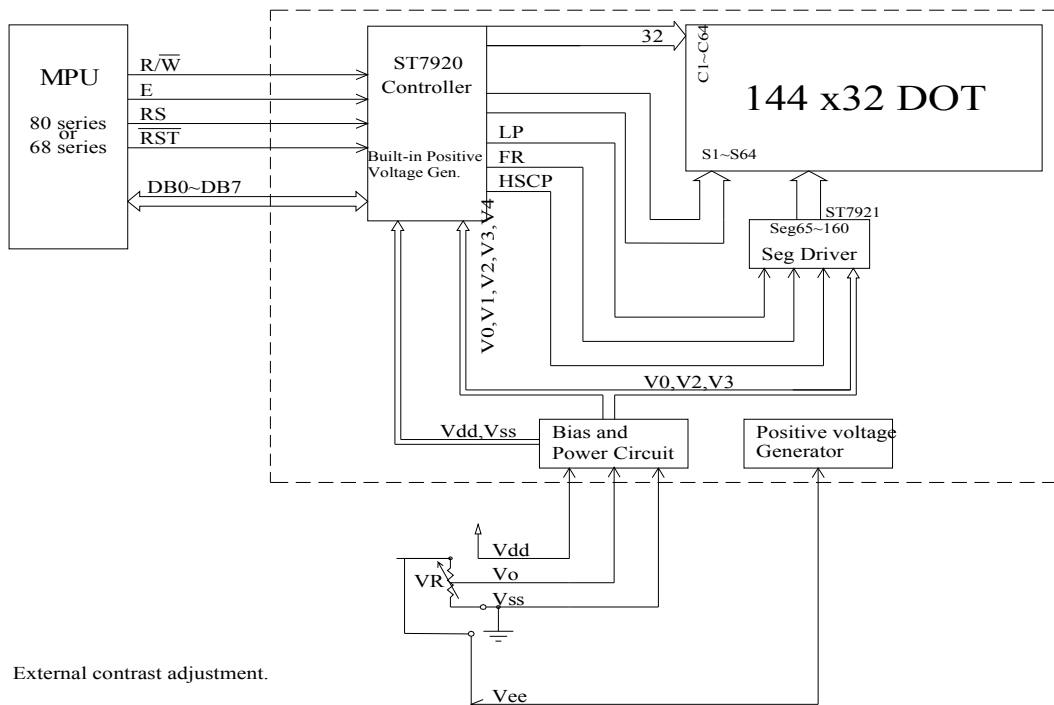 MPU
80 series
or
68 series
R/W̅
E
RS
R̅S̅T̅
DB0~DB7
ST7920
Controller
Built-in Positive
Voltage Gen.
32
LP
FR
HSCP
C1~C64
144 x32 DOT
S1~S64
ST7921
Seg65~160
Seg Driver
V0,V1,V2,V3,V4
V0,V2,V3
Vdd,Vss
Bias and
Power Circuit
Positive voltage
Generator
Vdd
VR
Vo
Vss
Vee
External contrast adjustment.